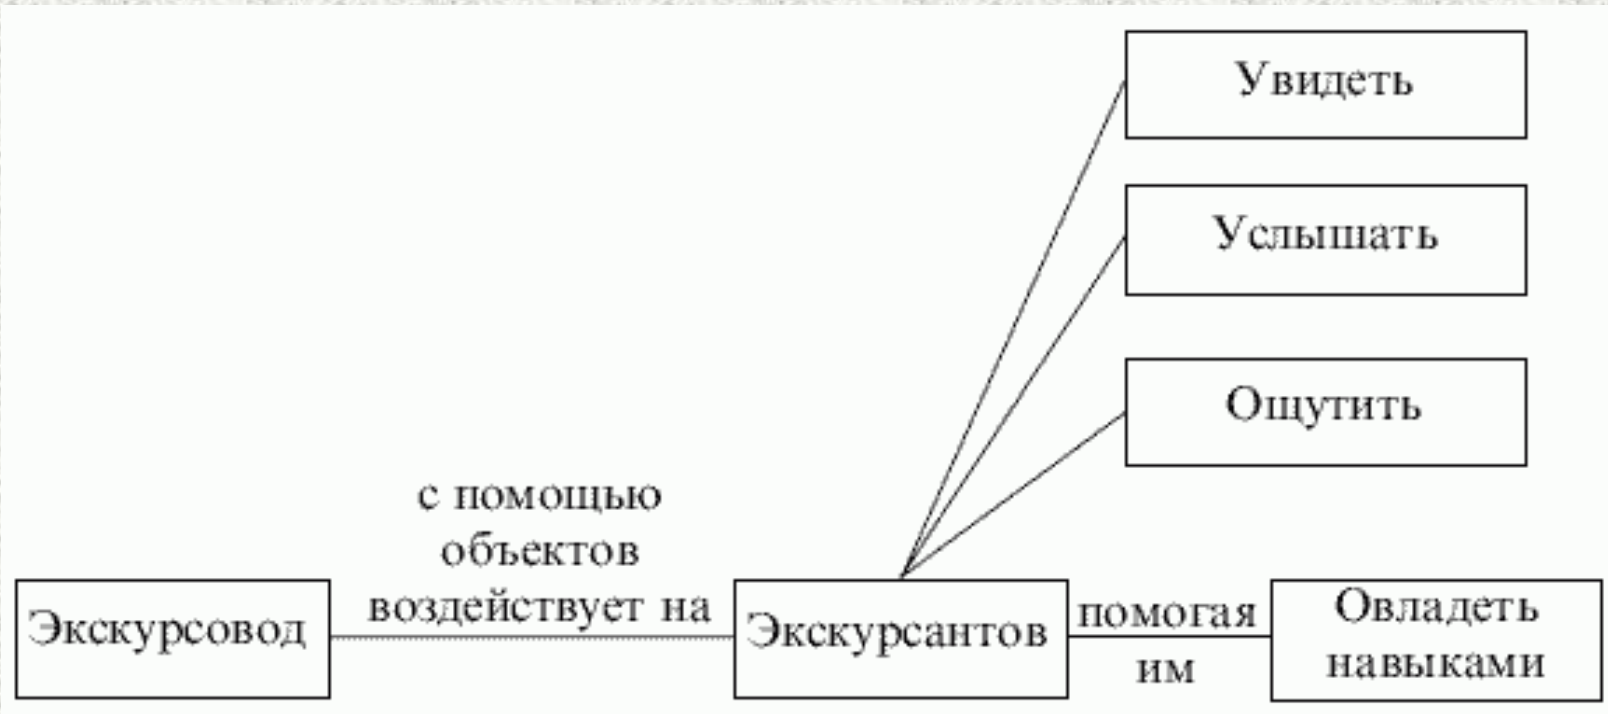 Увидеть
Услышать
Ощутить
с помощью
объектов
воздействует на
Экскурсовод
Экскурсантов
помогая
им
Овладеть
навыками